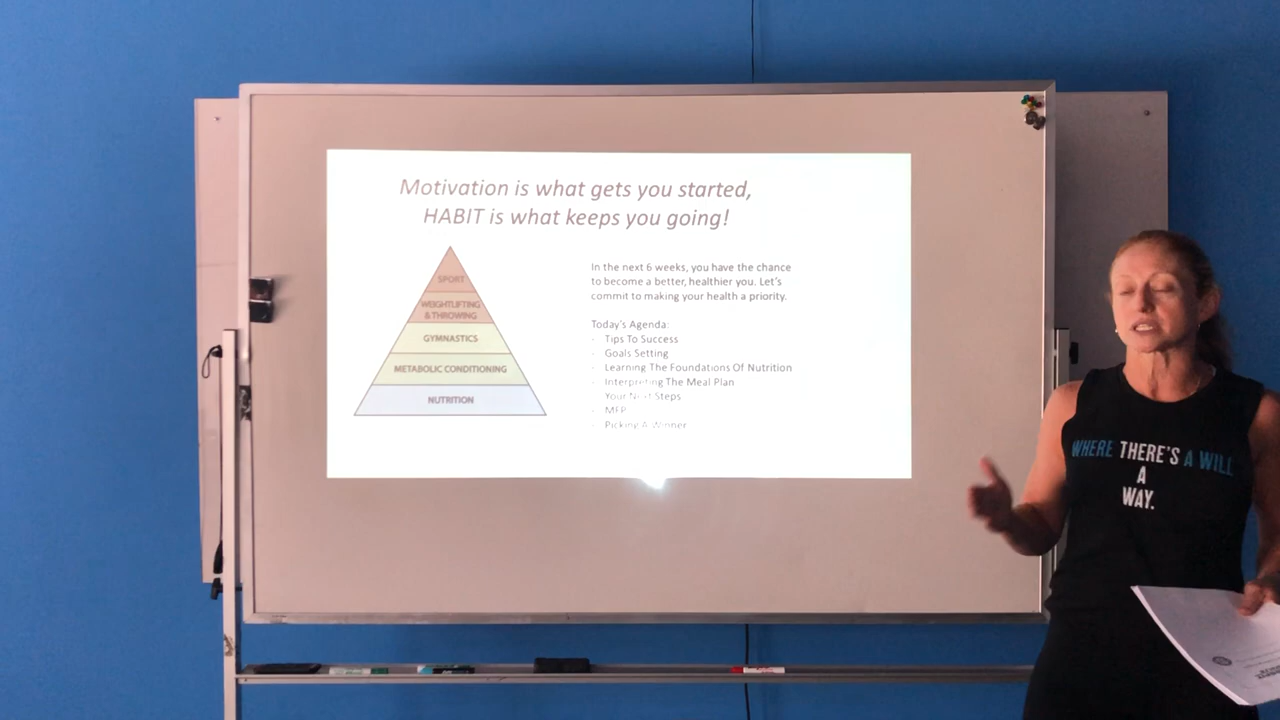 Motivation is what gets you started,
HABIT is what keeps you going!
SPORT
WEIGHTLIFTING
& THROWING
GYMNASTICS
METABOLIC CONDITIONING
NUTRITION
In the next 6 weeks, you have the chance
to become a better, healthier you. Let's
commit to making your health a priority.
Today's Agenda:
- Tips To Success
- Goals Setting
- Learning The Foundations Of Nutrition
- Interpreting The Meal Plan
Your Next Steps
- MFP
- Picking A Winner
WHERE THERE'S A WILL
A
WAY.